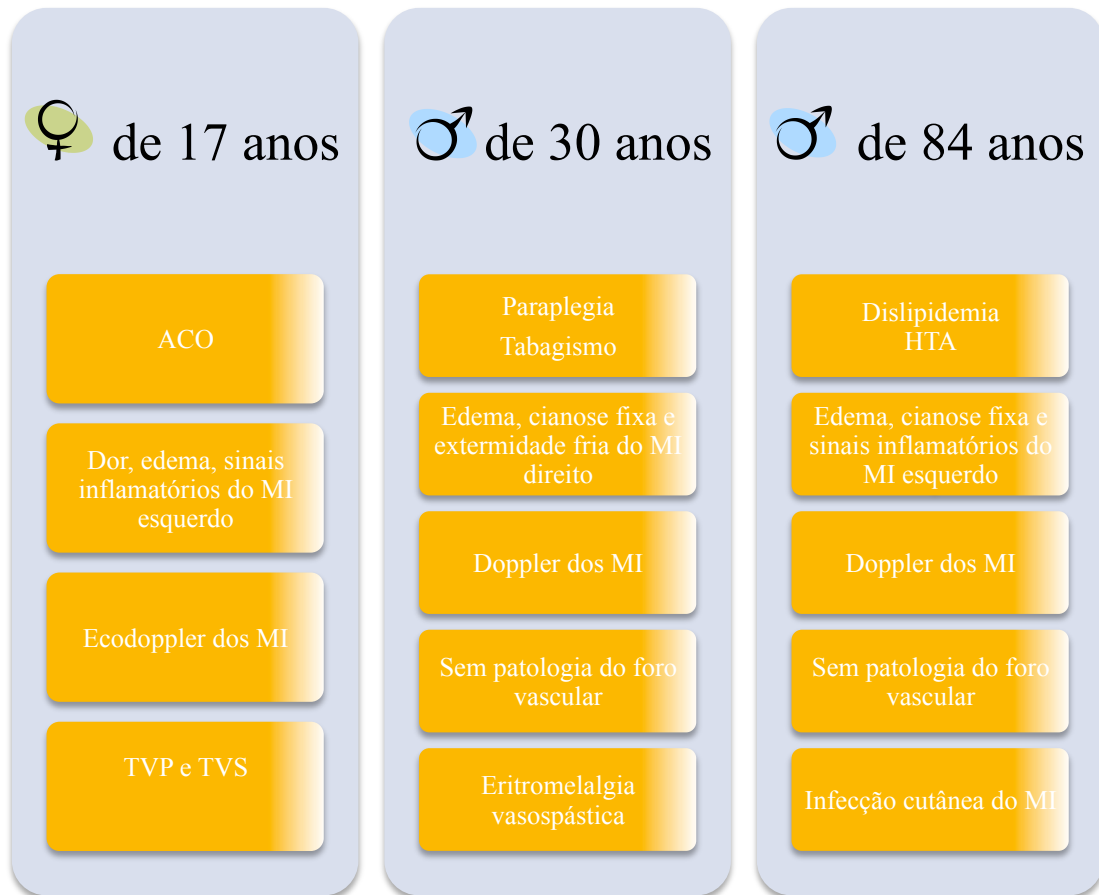 ♀ de 17 anos
ACO
Dor, edema, sinais
inflamatórios do MI
esquerdo
Ecodoppler dos MI
TVP e TVS
♂ de 30 anos
Paraplegia
Tabagismo
Edema, cianose fixa e
extermidade fria do MI
direito
Doppler dos MI
Sem patologia do foro
vascular
Eritromelalgia
vasospástica
♂ de 84 anos
Dislipidemia
HTA
Edema, cianose fixa e
sinais inflamatórios do
MI esquerdo
Doppler dos MI
Sem patologia do foro
vascular
Infecção cutânea do MI